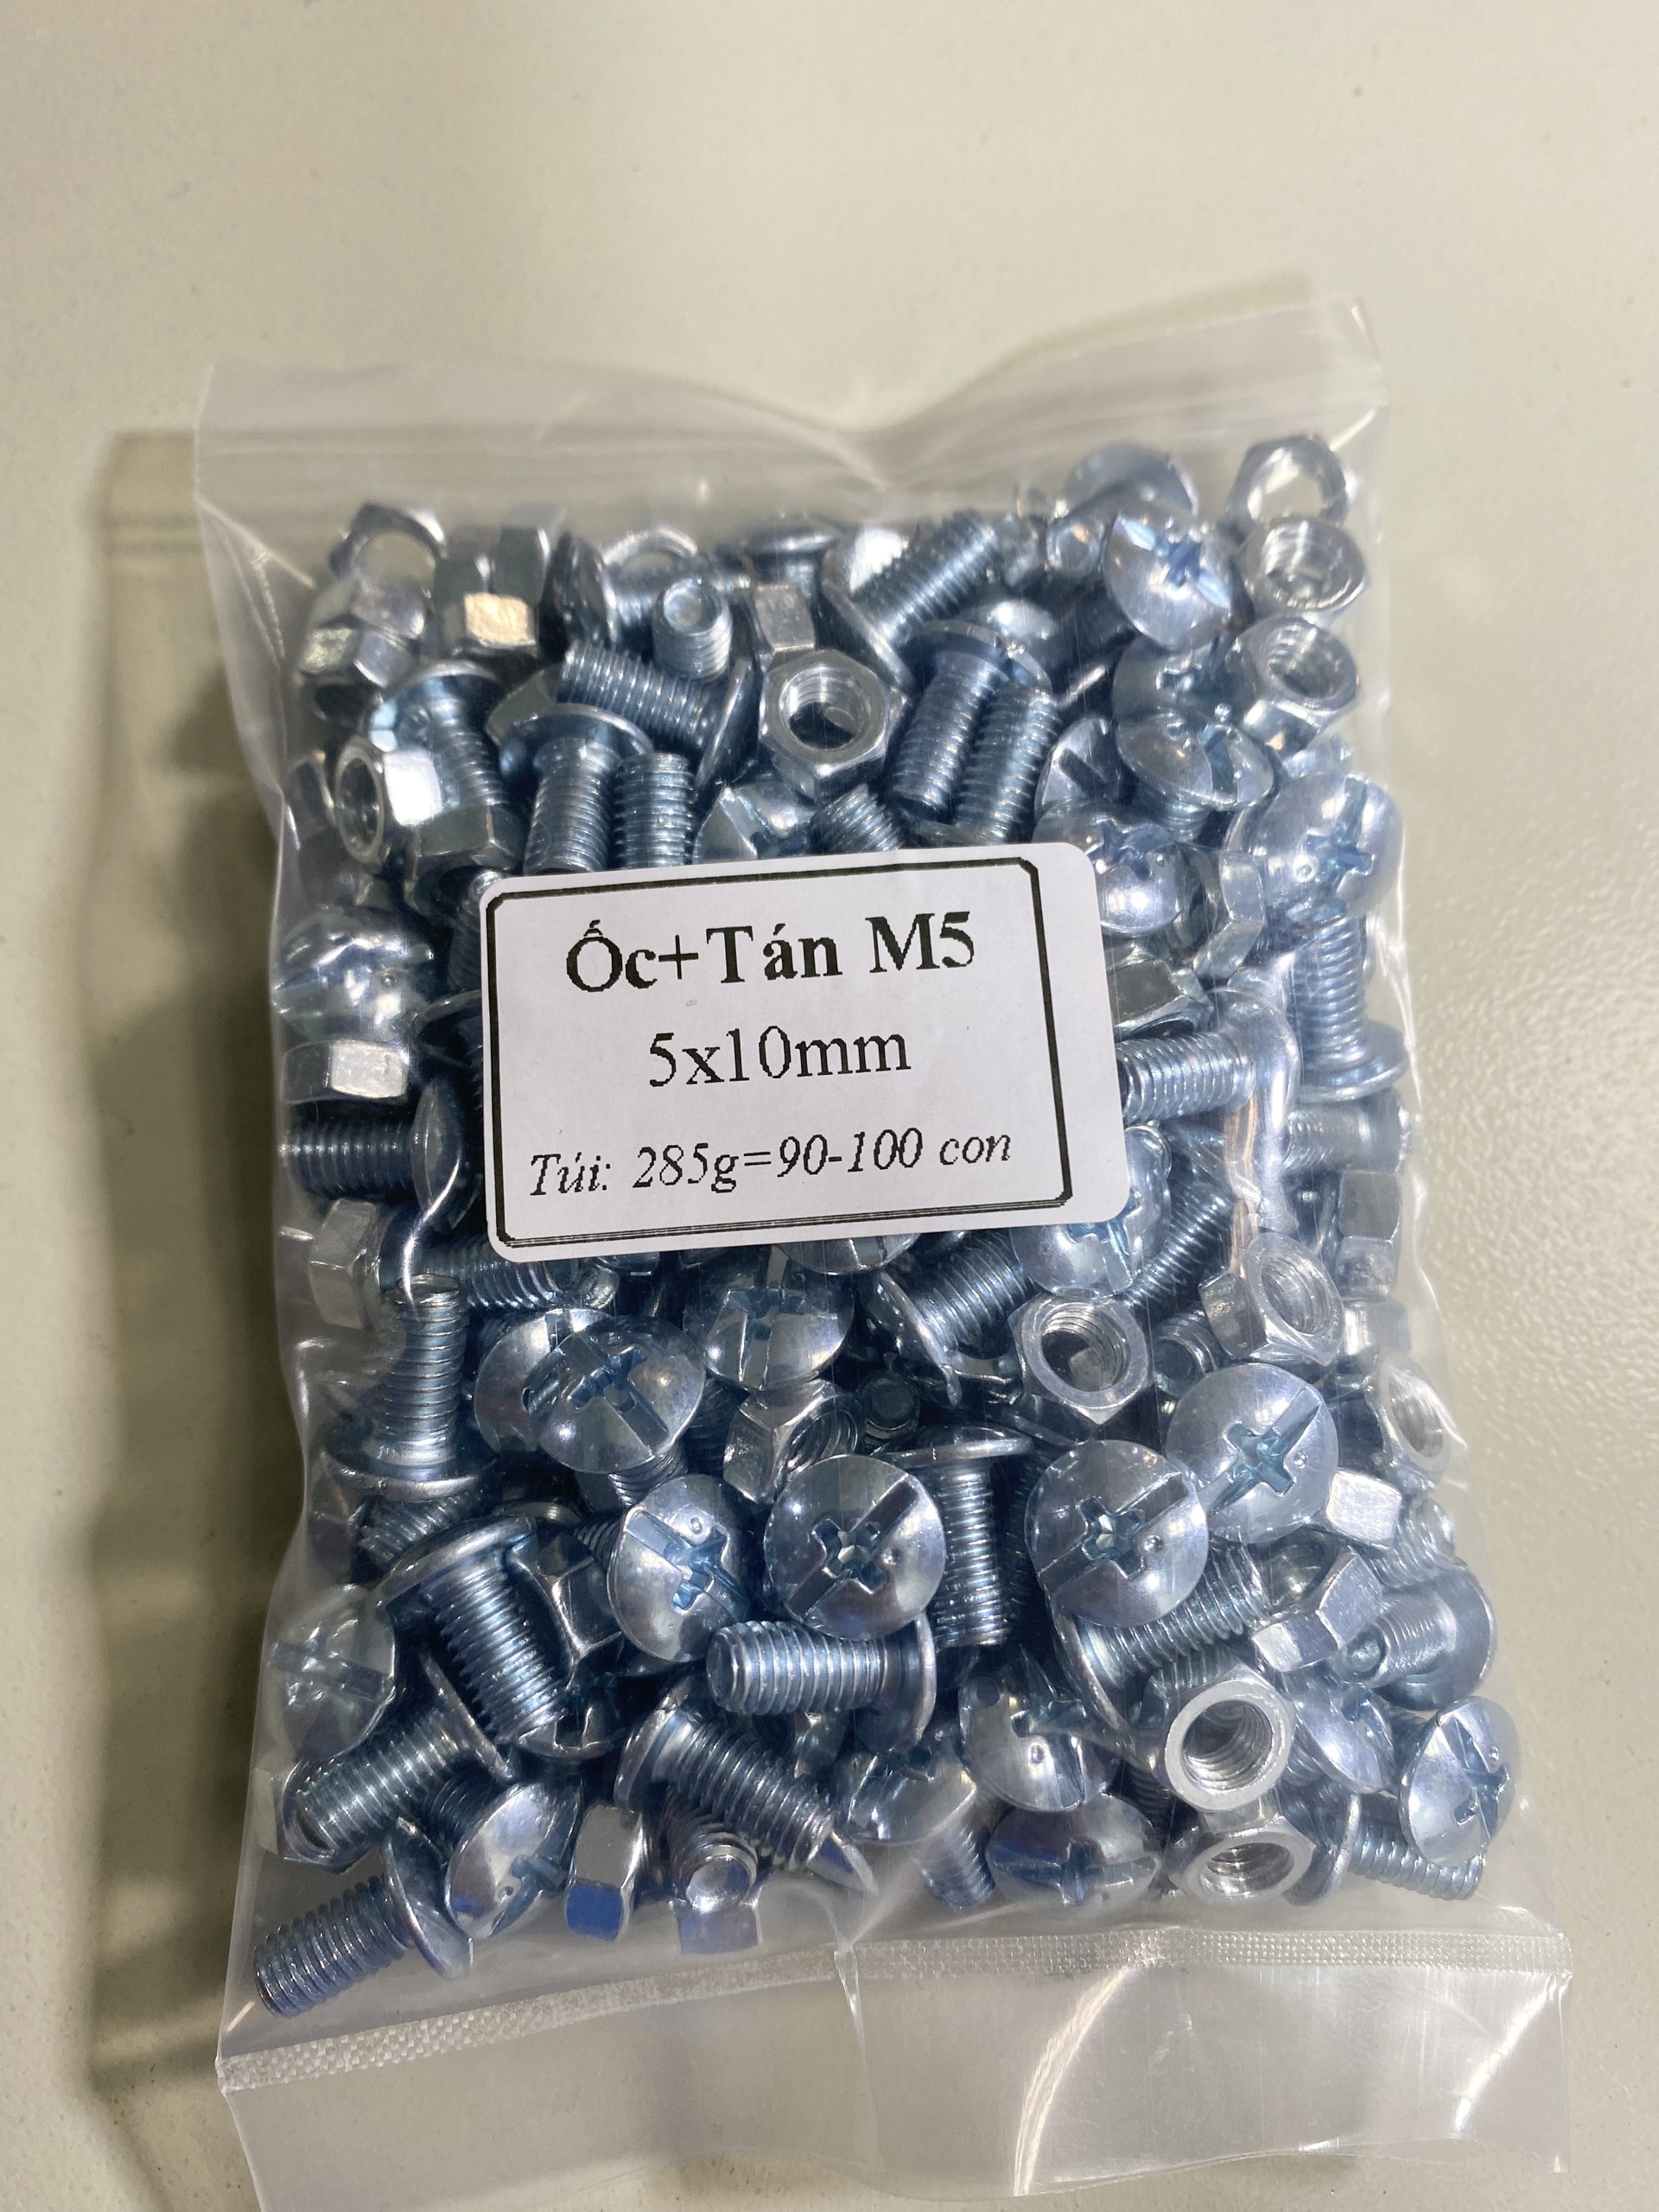 Ốc+Tán M5
5x10mm
Túi: 285g=90-100 con